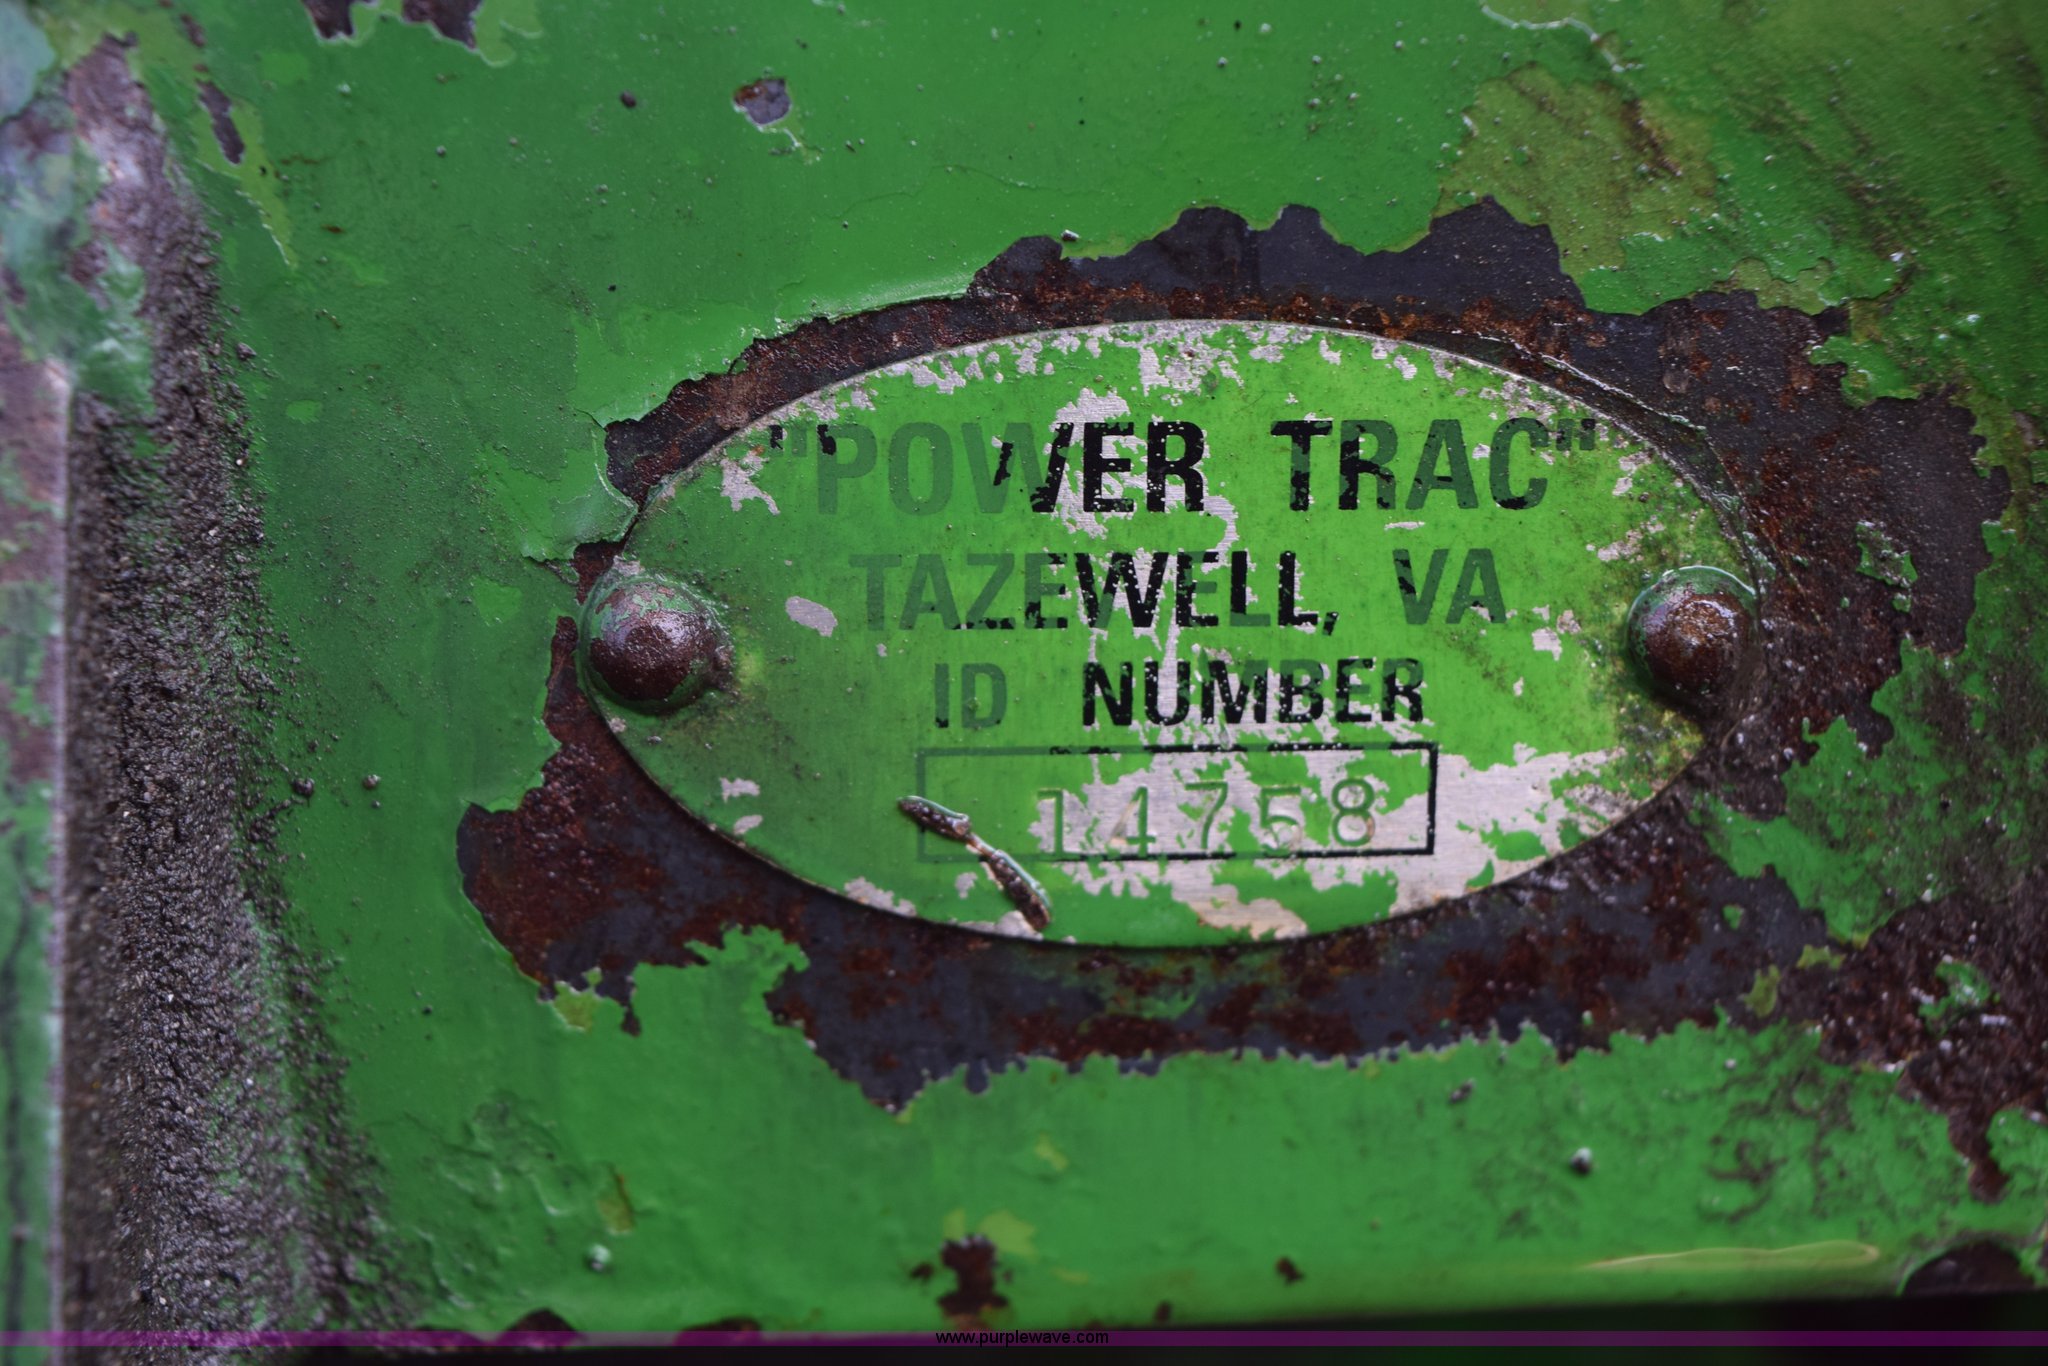 "POWER TRAC"
TAZEWELL, VA
ID NUMBER
14758
www.purplewave.com